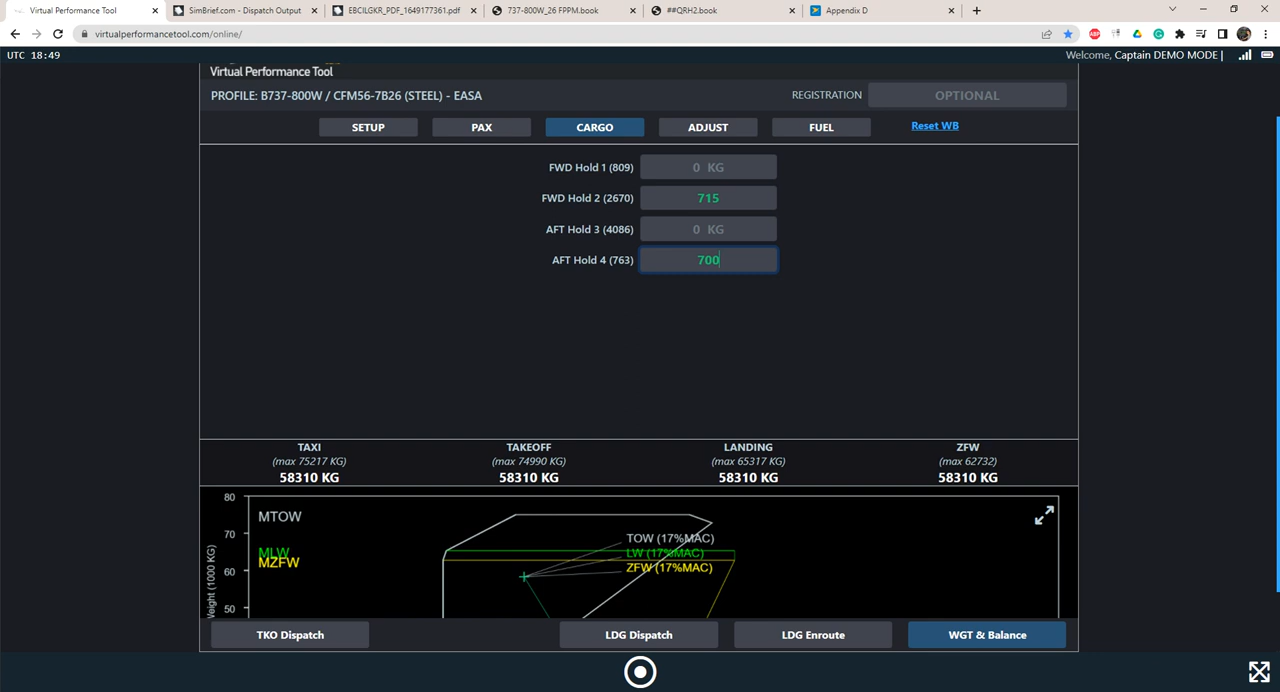 Virtual Performance Tool
SimBrief.com - Dispatch Output
EBCILGKR_PDF_1649177361.pdf
737-800W_26 FPPM.book
##QRH2.book
Appendix D
virtualperformancetool.com/online/
UTC 18:49
Welcome, Captain DEMO MODE |
Virtual Performance Tool
PROFILE: B737-800W / CFM56-7B26 (STEEL) - EASA
REGISTRATION
OPTIONAL
SETUP
PAX
CARGO
ADJUST
FUEL
Reset WB
FWD Hold 1 (809)
0 KG
FWD Hold 2 (2670)
715
AFT Hold 3 (4086)
0 KG
AFT Hold 4 (763)
700
TAXI
(max 75217 KG)
58310 KG
TAKEOFF
(max 74990 KG)
58310 KG
LANDING
(max 65317 KG)
58310 KG
ZFW
(max 62732)
58310 KG
80
70
60
50
Weight (1000 KG)
MTOW
MLW
MZFW
TOW (17%MAC)
LW (17%MAC)
ZFW (17%MAC)
TKO Dispatch
LDG Dispatch
LDG Enroute
WGT & Balance